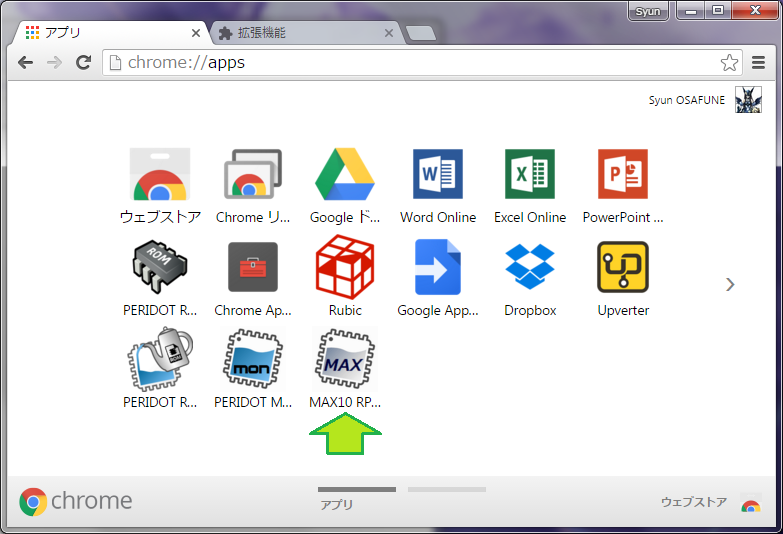 Syun
アプリ
拡張機能
chrome://apps
Syun OSAFUNE
ウェブストア
Chrome リ...
Google ド...
Word Online
Excel Online
PowerPoint ...
ROM
PERIDOT R...
Chrome Ap...
Rubic
Google App...
Dropbox
Upverter
mon
MAX
PERIDOT R...
PERIDOT M...
MAX10 RP...
chrome
アプリ
ウェブストア